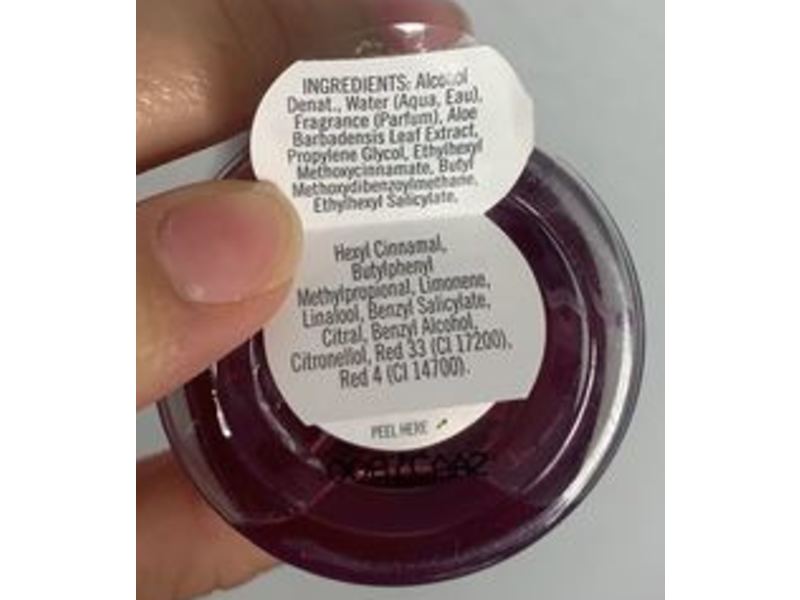 INGREDIENTS: Alcohol
Denat., Water (Aqua, Eau),
Fragrance (Parfum), Aloe
Barbadensis Leaf Extract,
Propylene Glycol, Ethylhexyl
Methoxycinnamate, Butyl
Methoxydibenzoylmethane,
Ethylhexyl Salicylate,
Hexyl Cinnamal,
Butylphenyl
Methylpropional, Limonene,
Linalool, Benzyl Salicylate,
Citral, Benzyl Alcohol,
Citronellol, Red 33 (CI 17200),
Red 4 (CI 14700).
PEEL HERE